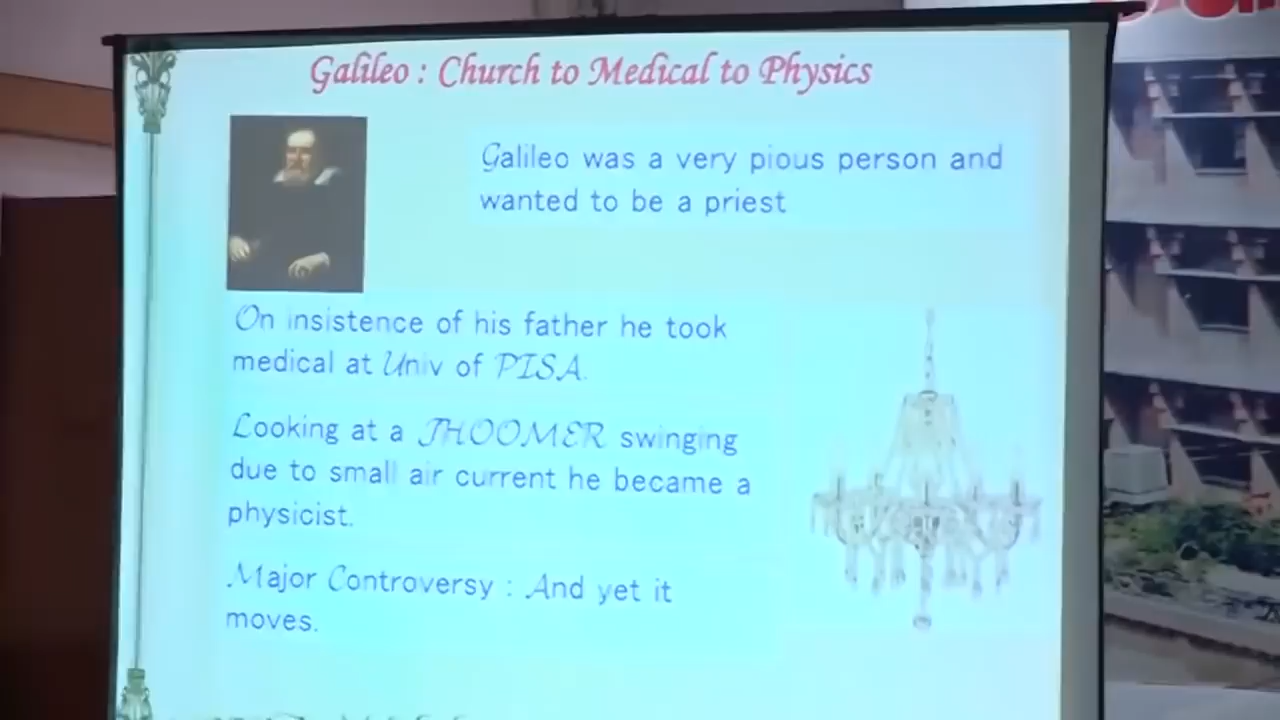 Galileo : Church to Medical to Physics
Galileo was a very pious person and
wanted to be a priest
On insistence of his father he took
medical at Univ of PISA.
Looking at a JHOOMER swinging
due to small air current he became a
physicist.
Major Controversy : And yet it
moves.